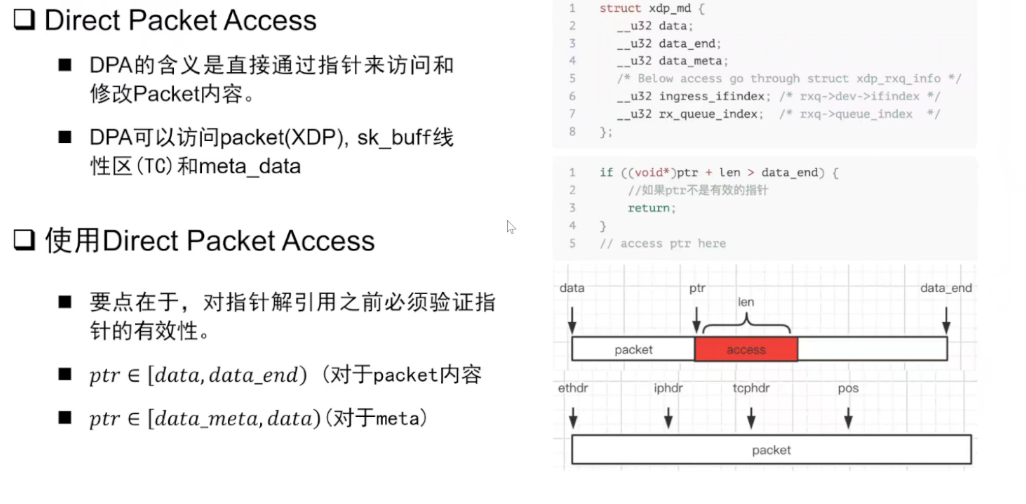 ❑ Direct Packet Access
■ DPA的含义是直接通过指针来访问和
修改Packet内容。
■ DPA可以访问packet(XDP), sk_buff线
性区(TC)和meta_data
❑ 使用Direct Packet Access
■ 要点在于，对指针解引用之前必须验证指
针的有效性。
■ ptr ∈ [data, data_end) (对于packet内容
■ ptr ∈ [data_meta, data)(对于meta)
1 struct xdp_md {
2 __u32 data;
3 __u32 data_end;
4 __u32 data_meta;
5 /* Below access go through struct xdp_rxq_info */
6 __u32 ingress_ifindex; /* rxq->dev->ifindex */
7 __u32 rx_queue_index; /* rxq->queue_index */
8 };
1 if ((void*)ptr + len > data_end) {
2 //如果ptr不是有效的指针
3 return;
4 }
5 // access ptr here
data ptr data_end
len
packet access
ethdr iphdr tcphdr pos
packet